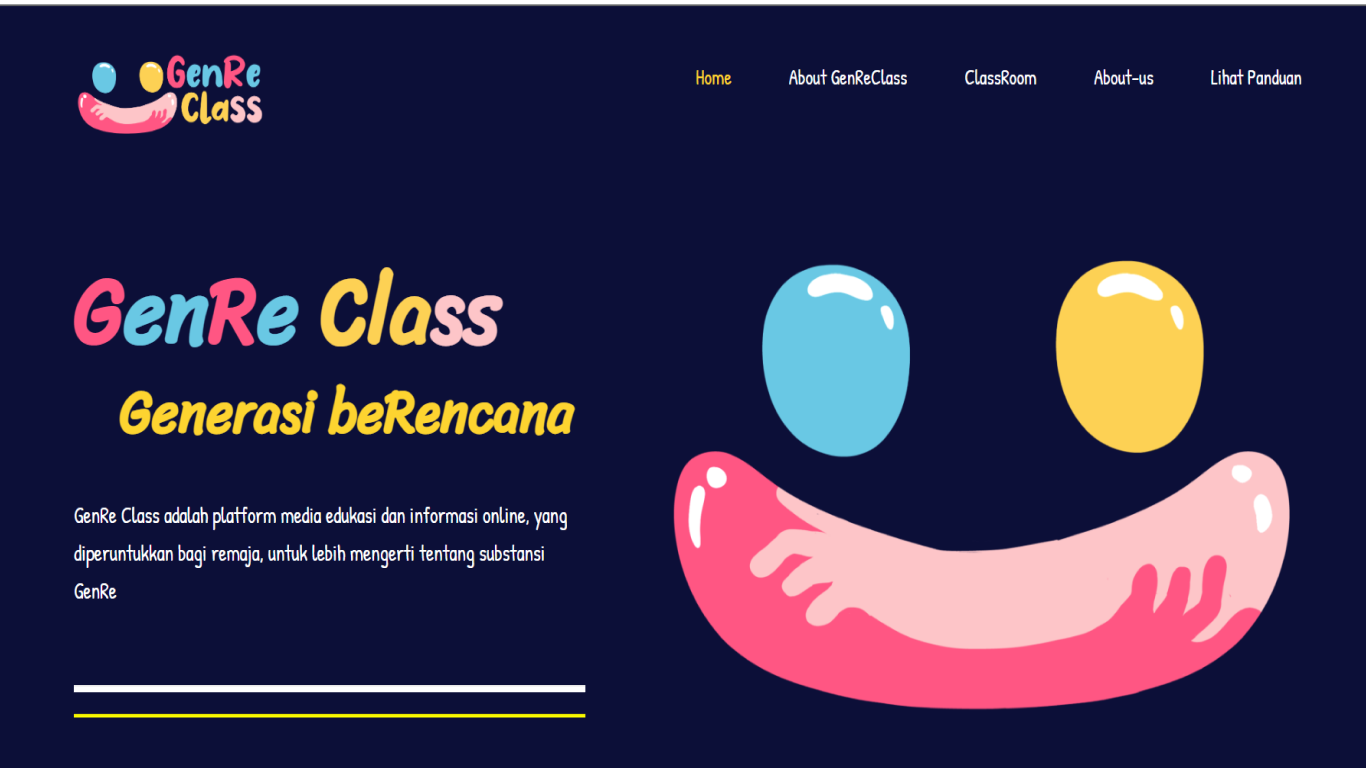 GenRe
Class
Home
About GenReClass
ClassRoom
About-us
Lihat Panduan
GenRe Class
Generasi beRencana
GenRe Class adalah platform media edukasi dan informasi online, yang
diperuntukkan bagi remaja, untuk lebih mengerti tentang substansi
GenRe